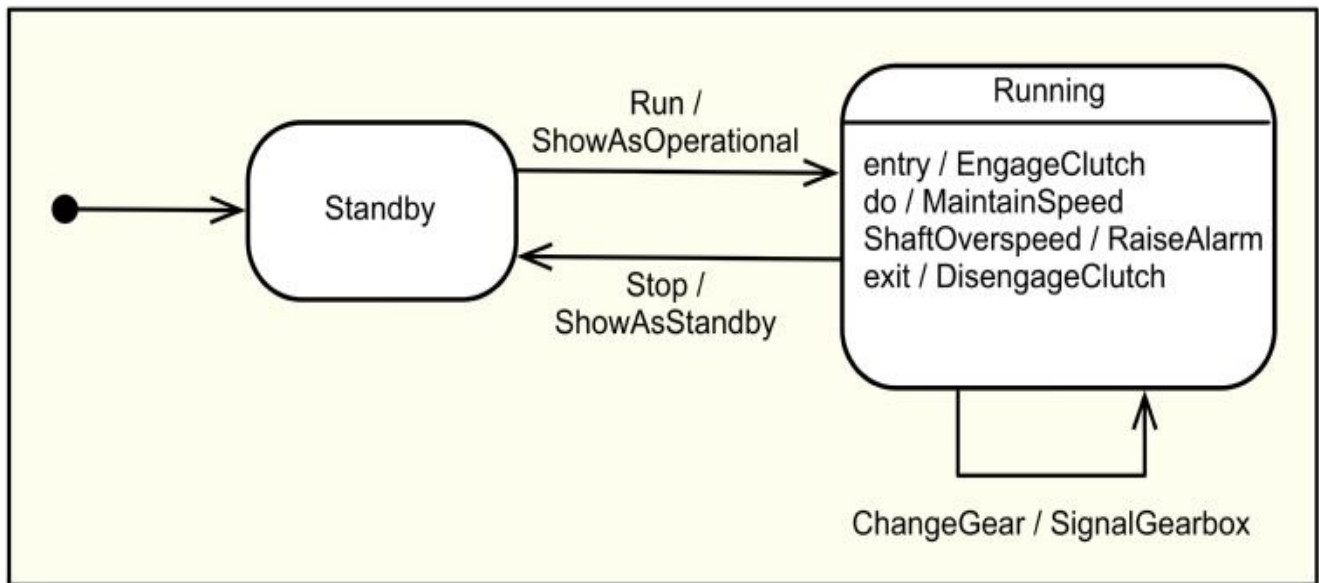 Run /
ShowAsOperational
Standby
Stop /
ShowAsStandby
Running
entry / EngageClutch
do / MaintainSpeed
ShaftOverspeed / RaiseAlarm
exit / DisengageClutch
ChangeGear / SignalGearbox